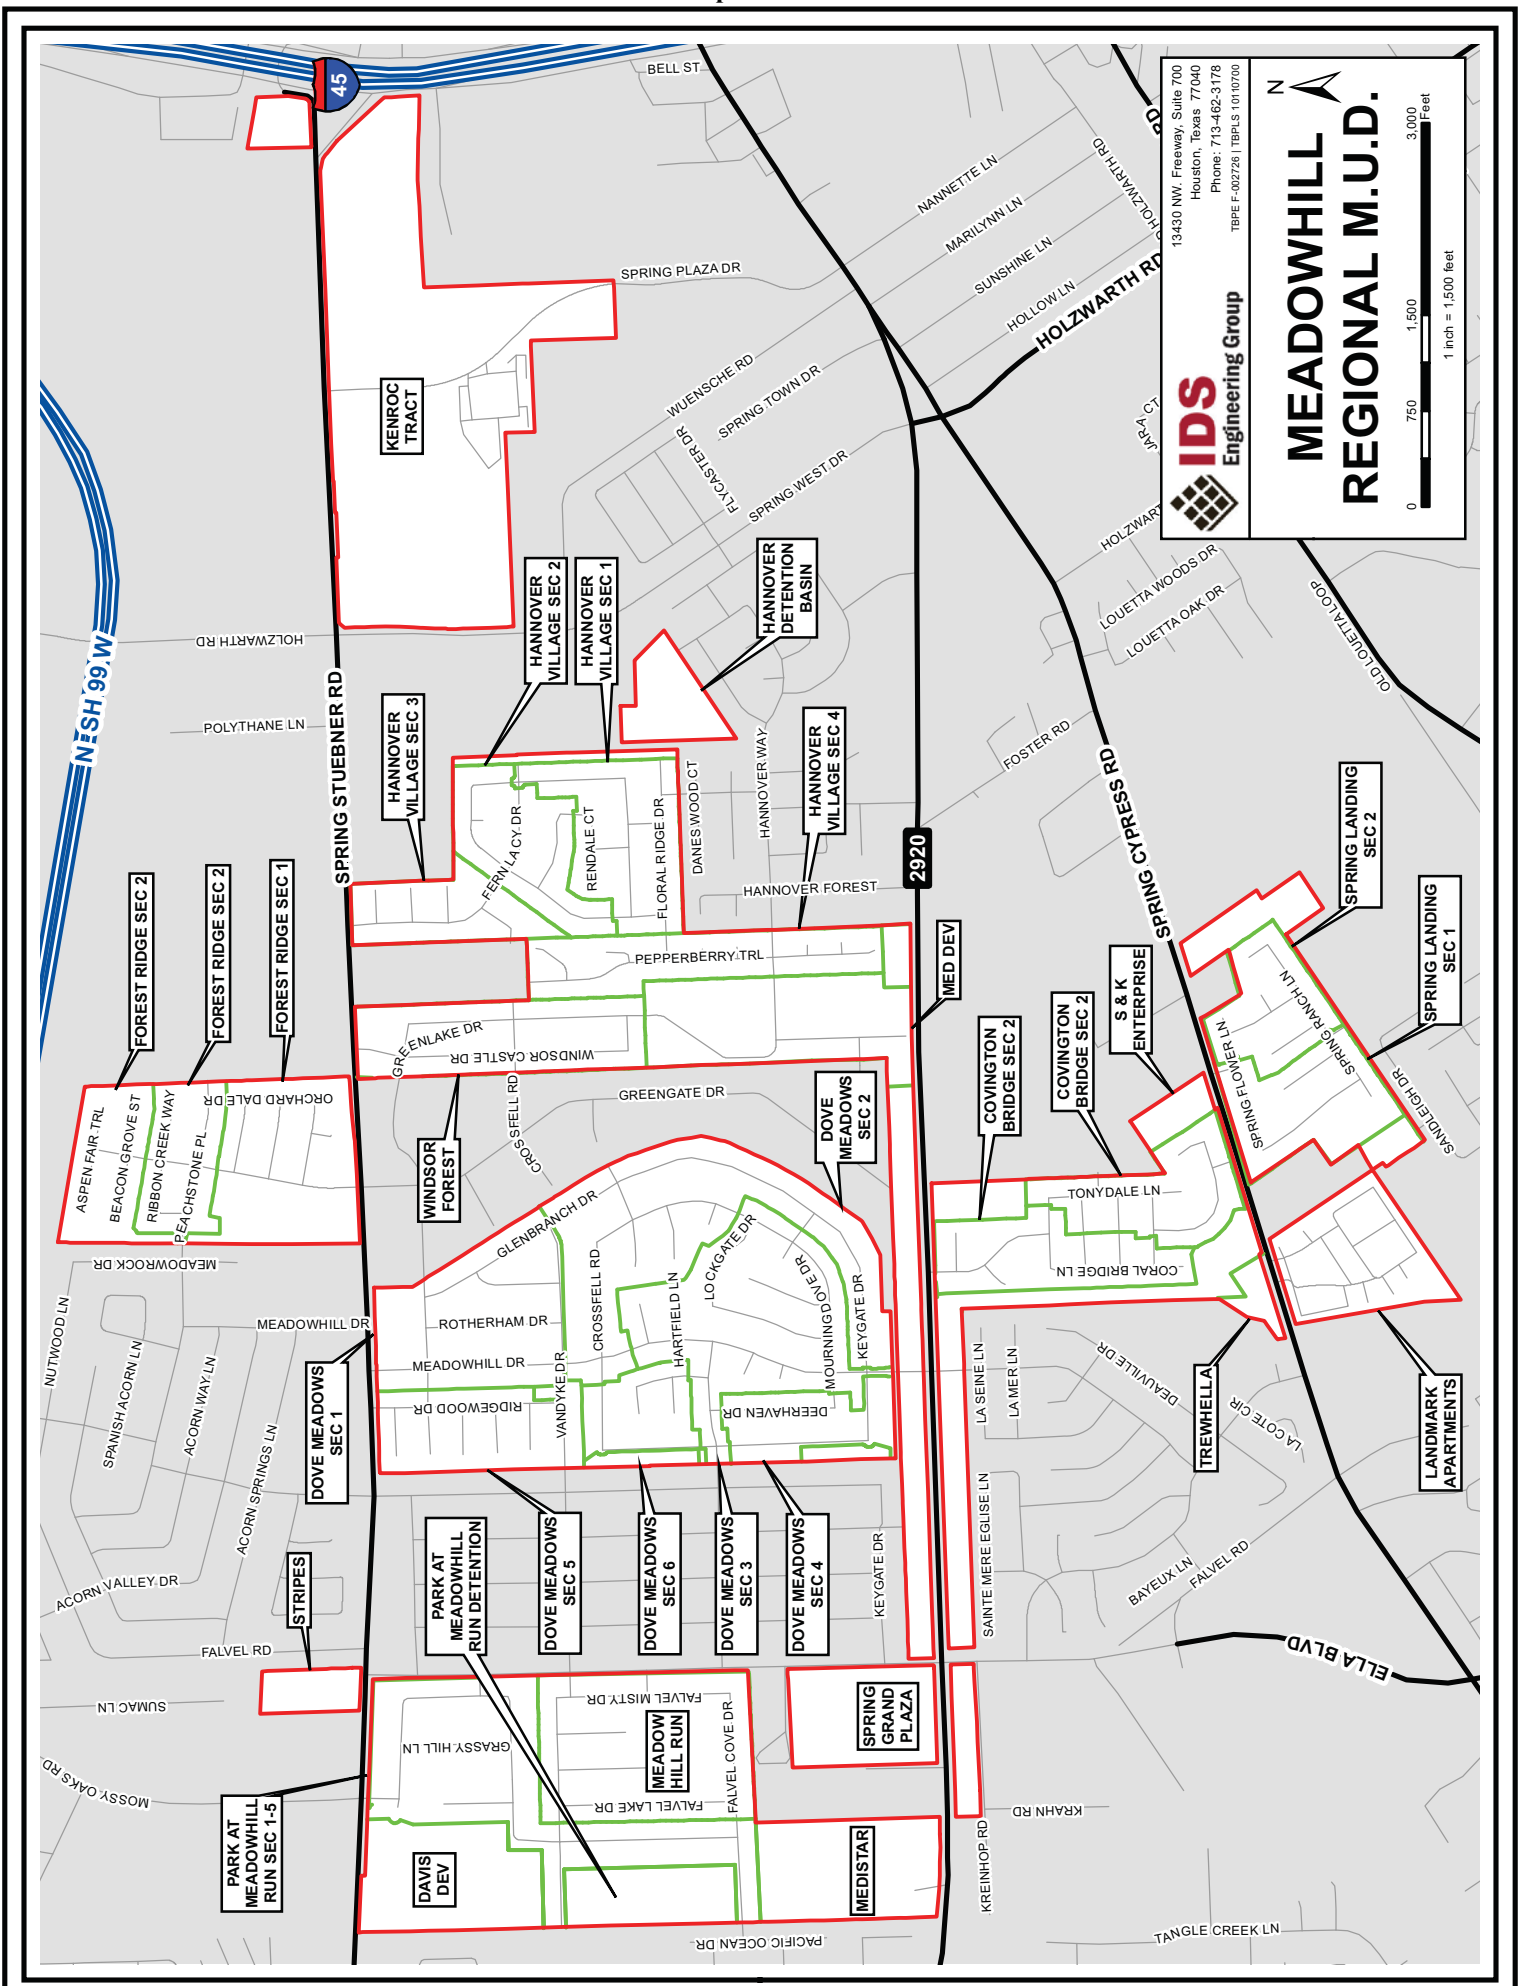 NTSH 99 W
45
BELL ST
SPRING STUEBNER RD
HOLZWARTH RD
POLYTHANE LN
KENROC
TRACT
SPRING PLAZA DR
NANNETTE LN
MARILYNN LN
SUNSHINE LN
HOLLOW LN
HOLZWARTH RD
HOLZWARTH RD
RD
WUENSCHE RD
SPRING TOWN DR
FLYCASTER DR
SPRING WEST DR
JARA CT
HOLZWART
LOUETTA WOODS DR
LOUETTA OAK DR
OLD LOUETTA LOOP
FOSTER RD
SPRING CYPRESS RD
HANNOVER
VILLAGE SEC 3
HANNOVER
VILLAGE SEC 2
HANNOVER
VILLAGE SEC 1
HANNOVER
DETENTION
BASIN
HANNOVER
VILLAGE SEC 4
FERN LACY DR
RENDALE CT
FLORAL RIDGE DR
DANES WOOD CT
HANNOVER WAY
HANNOVER FOREST
2920
PEPPERBERRY TRL
MED DEV
FOREST RIDGE SEC 2
FOREST RIDGE SEC 2
FOREST RIDGE SEC 1
ASPEN FAIR TRL
BEACON GROVE ST
RIBBON CREEK WAY
PEACHSTONE PL
ORCHARD DALE DR
MEADOWROCK DR
GREENLAKE DR
WINDSOR CASTLE DR
CROSSFELL RD
GREENGATE DR
WINDSOR
FOREST
DOVE
MEADOWS
SEC 2
COVINGTON
BRIDGE SEC 2
COVINGTON
BRIDGE SEC 2
S & K
ENTERPRISE
SPRING LANDING
SEC 2
SPRING LANDING
SEC 1
SPRING RANCH LN
SPRING
SPRING FLOWER LN
SANDLEIGH DR
TONYDALE LN
CORAL BRIDGE LN
GLENBRANCH DR
CROSSFELL RD
HARTFIELD LN
LOCKGATE DR
MOURNING DOVE DR
KEYGATE DR
ROTHERHAM DR
MEADOWHILL DR
MEADOWHILL DR
RIDGEWOOD DR
VANDYKE DR
DEERHAVEN DR
NUTWOOD LN
SPANISH ACORN LN
ACORN WAY LN
ACORN SPRINGS LN
ACORN VALLEY DR
DOVE MEADOWS
SEC 1
LA SEINE LN
LA MER LN
DEAUVILLE DR
LA COTE CIR
TREWHELLA
LANDMARK
APARTMENTS
SAINTE MERE EGLISE LN
BAYEUX LN
FALVEL RD
ELLA BLVD
STRIPES
FALVEL RD
SUMAC LN
MOSSY OAKS RD
PARK AT
MEADOWHILL
RUN DETENTION
DOVE MEADOWS
SEC 5
DOVE MEADOWS
SEC 6
DOVE MEADOWS
SEC 3
DOVE MEADOWS
SEC 4
KEYGATE DR
PARK AT
MEADOWHILL
RUN SEC 1-5
GRASSY HILL LN
FALVEL MISTY DR
MEADOW
HILL RUN
FALVEL LAKE DR
FALVEL COVE DR
SPRING
GRAND
PLAZA
DAVIS
DEV
MEDISTAR
PACIFIC OCEAN DR
KREINHOP RD
KRAHN RD
TANGLE CREEK LN
IDS
Engineering Group
13430 NW. Freeway, Suite 700
Houston, Texas 77040
Phone: 713-462-3178
TBPE F-002726 | TBPLS 10110700
MEADOWHILL
REGIONAL M.U.D.
N
0 750 1,500 3,000
Feet
1 inch = 1,500 feet